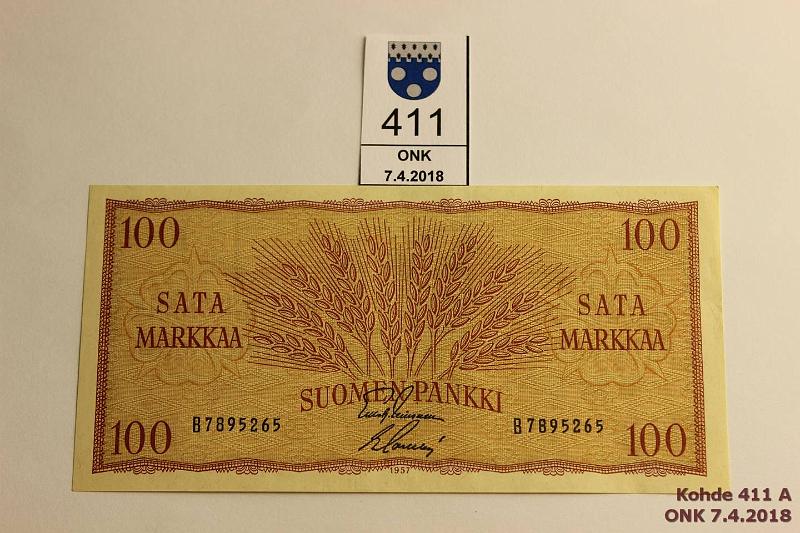 411
ONK
7.4.2018
100 100
SATA MARKKAA
SATA MARKKAA
SUOMEN PANKKI
B7895265 B7895265
100 100
1957
Kohde 411 A
ONK 7.4.2018